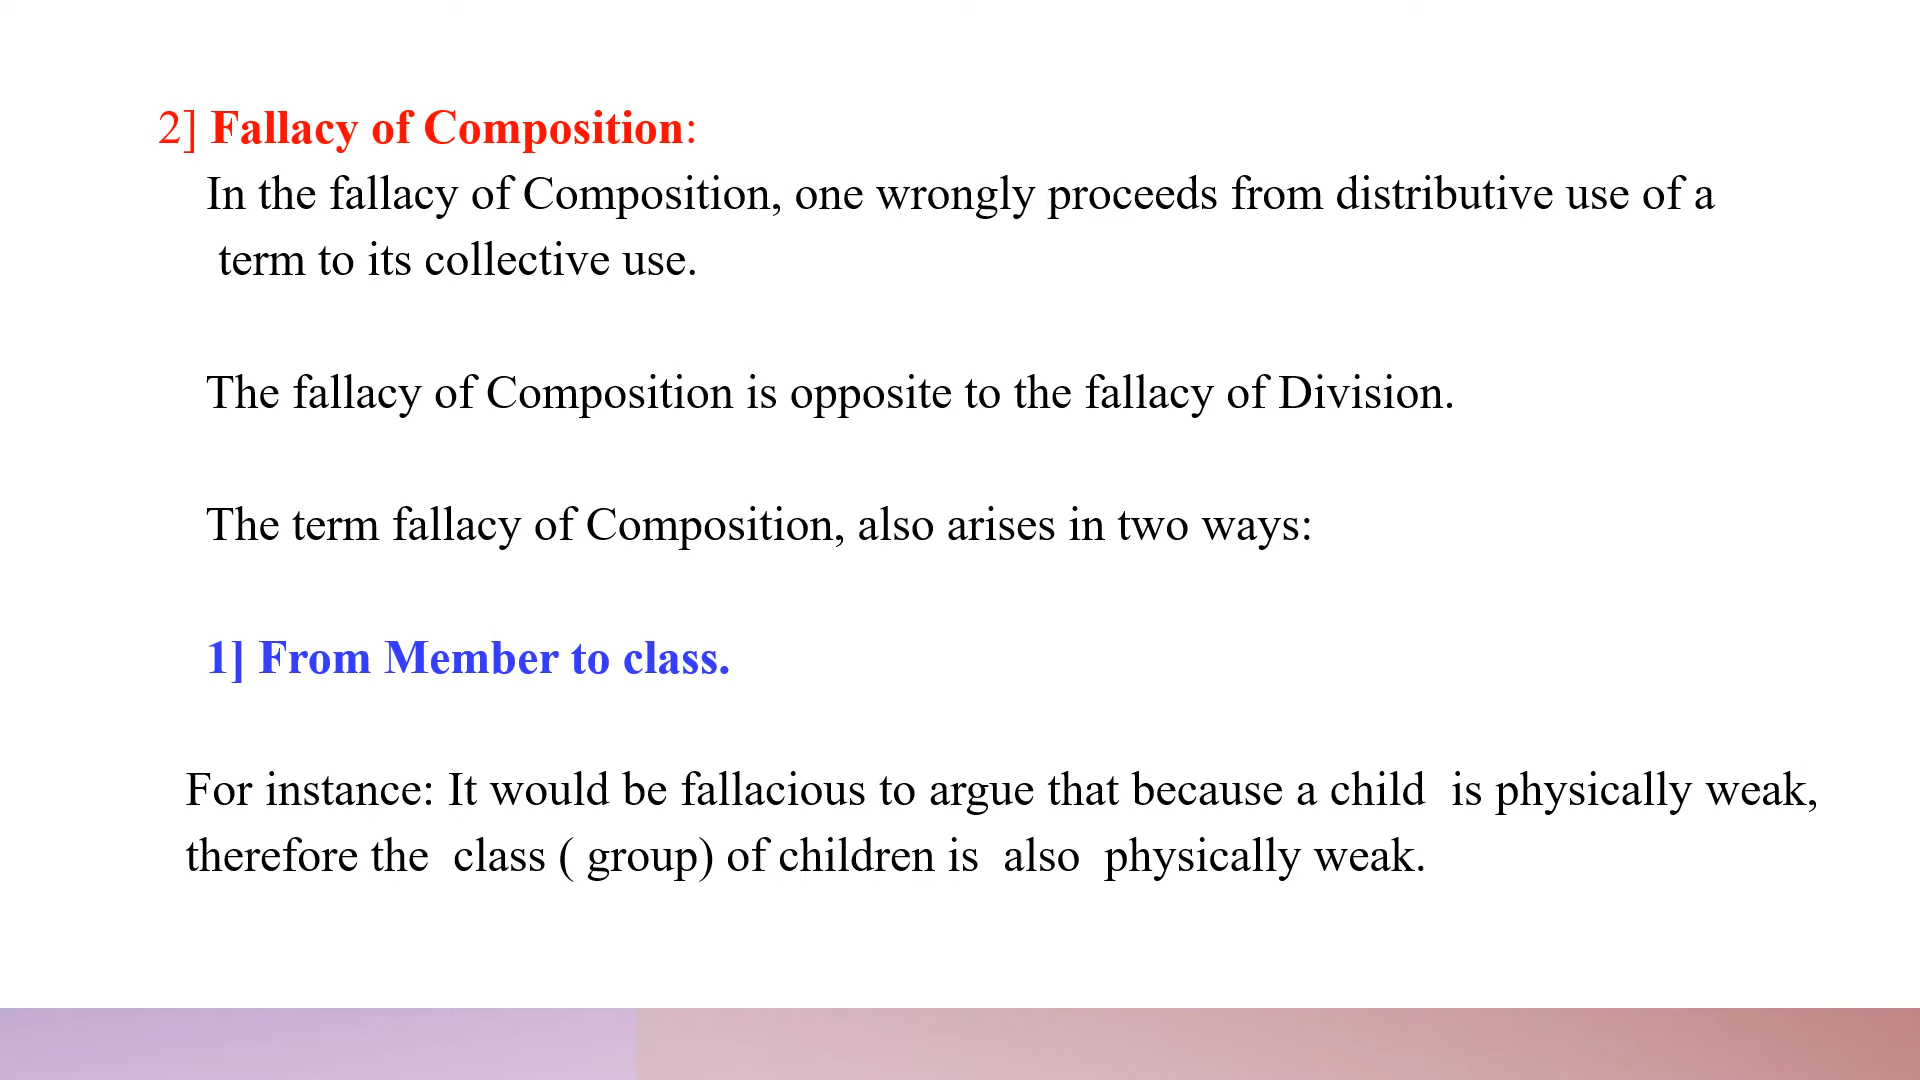 2] Fallacy of Composition:
In the fallacy of Composition, one wrongly proceeds from distributive use of a
term to its collective use.
The fallacy of Composition is opposite to the fallacy of Division.
The term fallacy of Composition, also arises in two ways:
1] From Member to class.
For instance: It would be fallacious to argue that because a child is physically weak,
therefore the class ( group) of children is also physically weak.